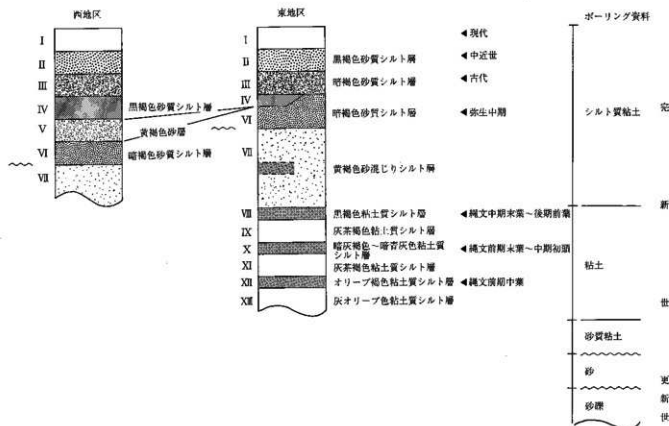 西地区
I
II
III
IV
V
VI
VII
黒褐色砂質シルト層
黄褐色砂層
暗褐色砂質シルト層
東地区
I
II
III
IV
VI
VII
VIII
IX
X
XI
XII
XIII
黒褐色砂質シルト層
暗褐色砂質シルト層
暗褐色砂質シルト層
黄褐色砂混じりシルト層
黒褐色粘土質シルト層
灰茶褐色粘土質シルト層
暗灰褐色~暗青灰色粘土質
シルト層
灰茶褐色粘土質シルト層
オリーブ褐色粘土質シルト層
灰オリーブ色粘土質シルト層
◀現代
◀中近世
◀古代
◀弥生中期
◀縄文中期末葉~後期前葉
◀縄文前期末葉~中期初頭
◀縄文前期中葉
ボーリング資料
シルト質粘土
粘土
砂質粘土
砂
砂礫
完
新
世
更
新
世